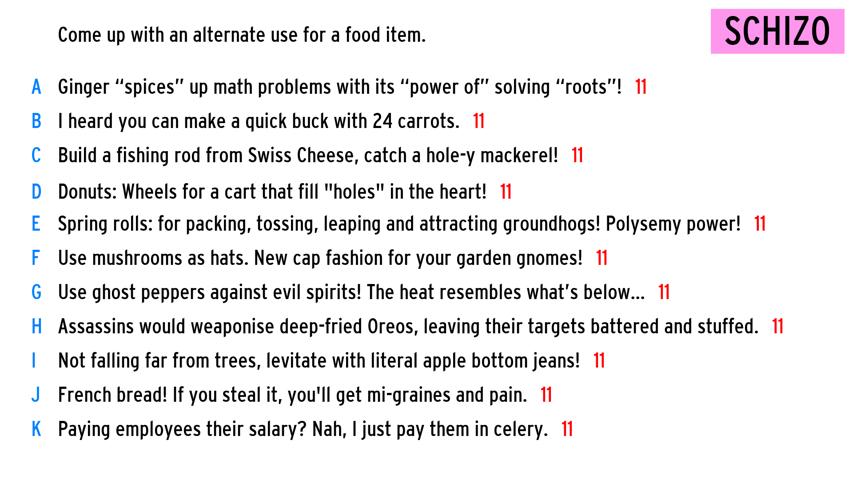 Come up with an alternate use for a food item.
SCHIZO
A Ginger “spices” up math problems with its “power of” solving “roots”! 11
B I heard you can make a quick buck with 24 carrots. 11
C Build a fishing rod from Swiss Cheese, catch a hole-y mackerel! 11
D Donuts: Wheels for a cart that fill "holes" in the heart! 11
E Spring rolls: for packing, tossing, leaping and attracting groundhogs! Polysemy power! 11
F Use mushrooms as hats. New cap fashion for your garden gnomes! 11
G Use ghost peppers against evil spirits! The heat resembles what’s below... 11
H Assassins would weaponise deep-fried Oreos, leaving their targets battered and stuffed. 11
I Not falling far from trees, levitate with literal apple bottom jeans! 11
J French bread! If you steal it, you'll get mi-graines and pain. 11
K Paying employees their salary? Nah, I just pay them in celery. 11